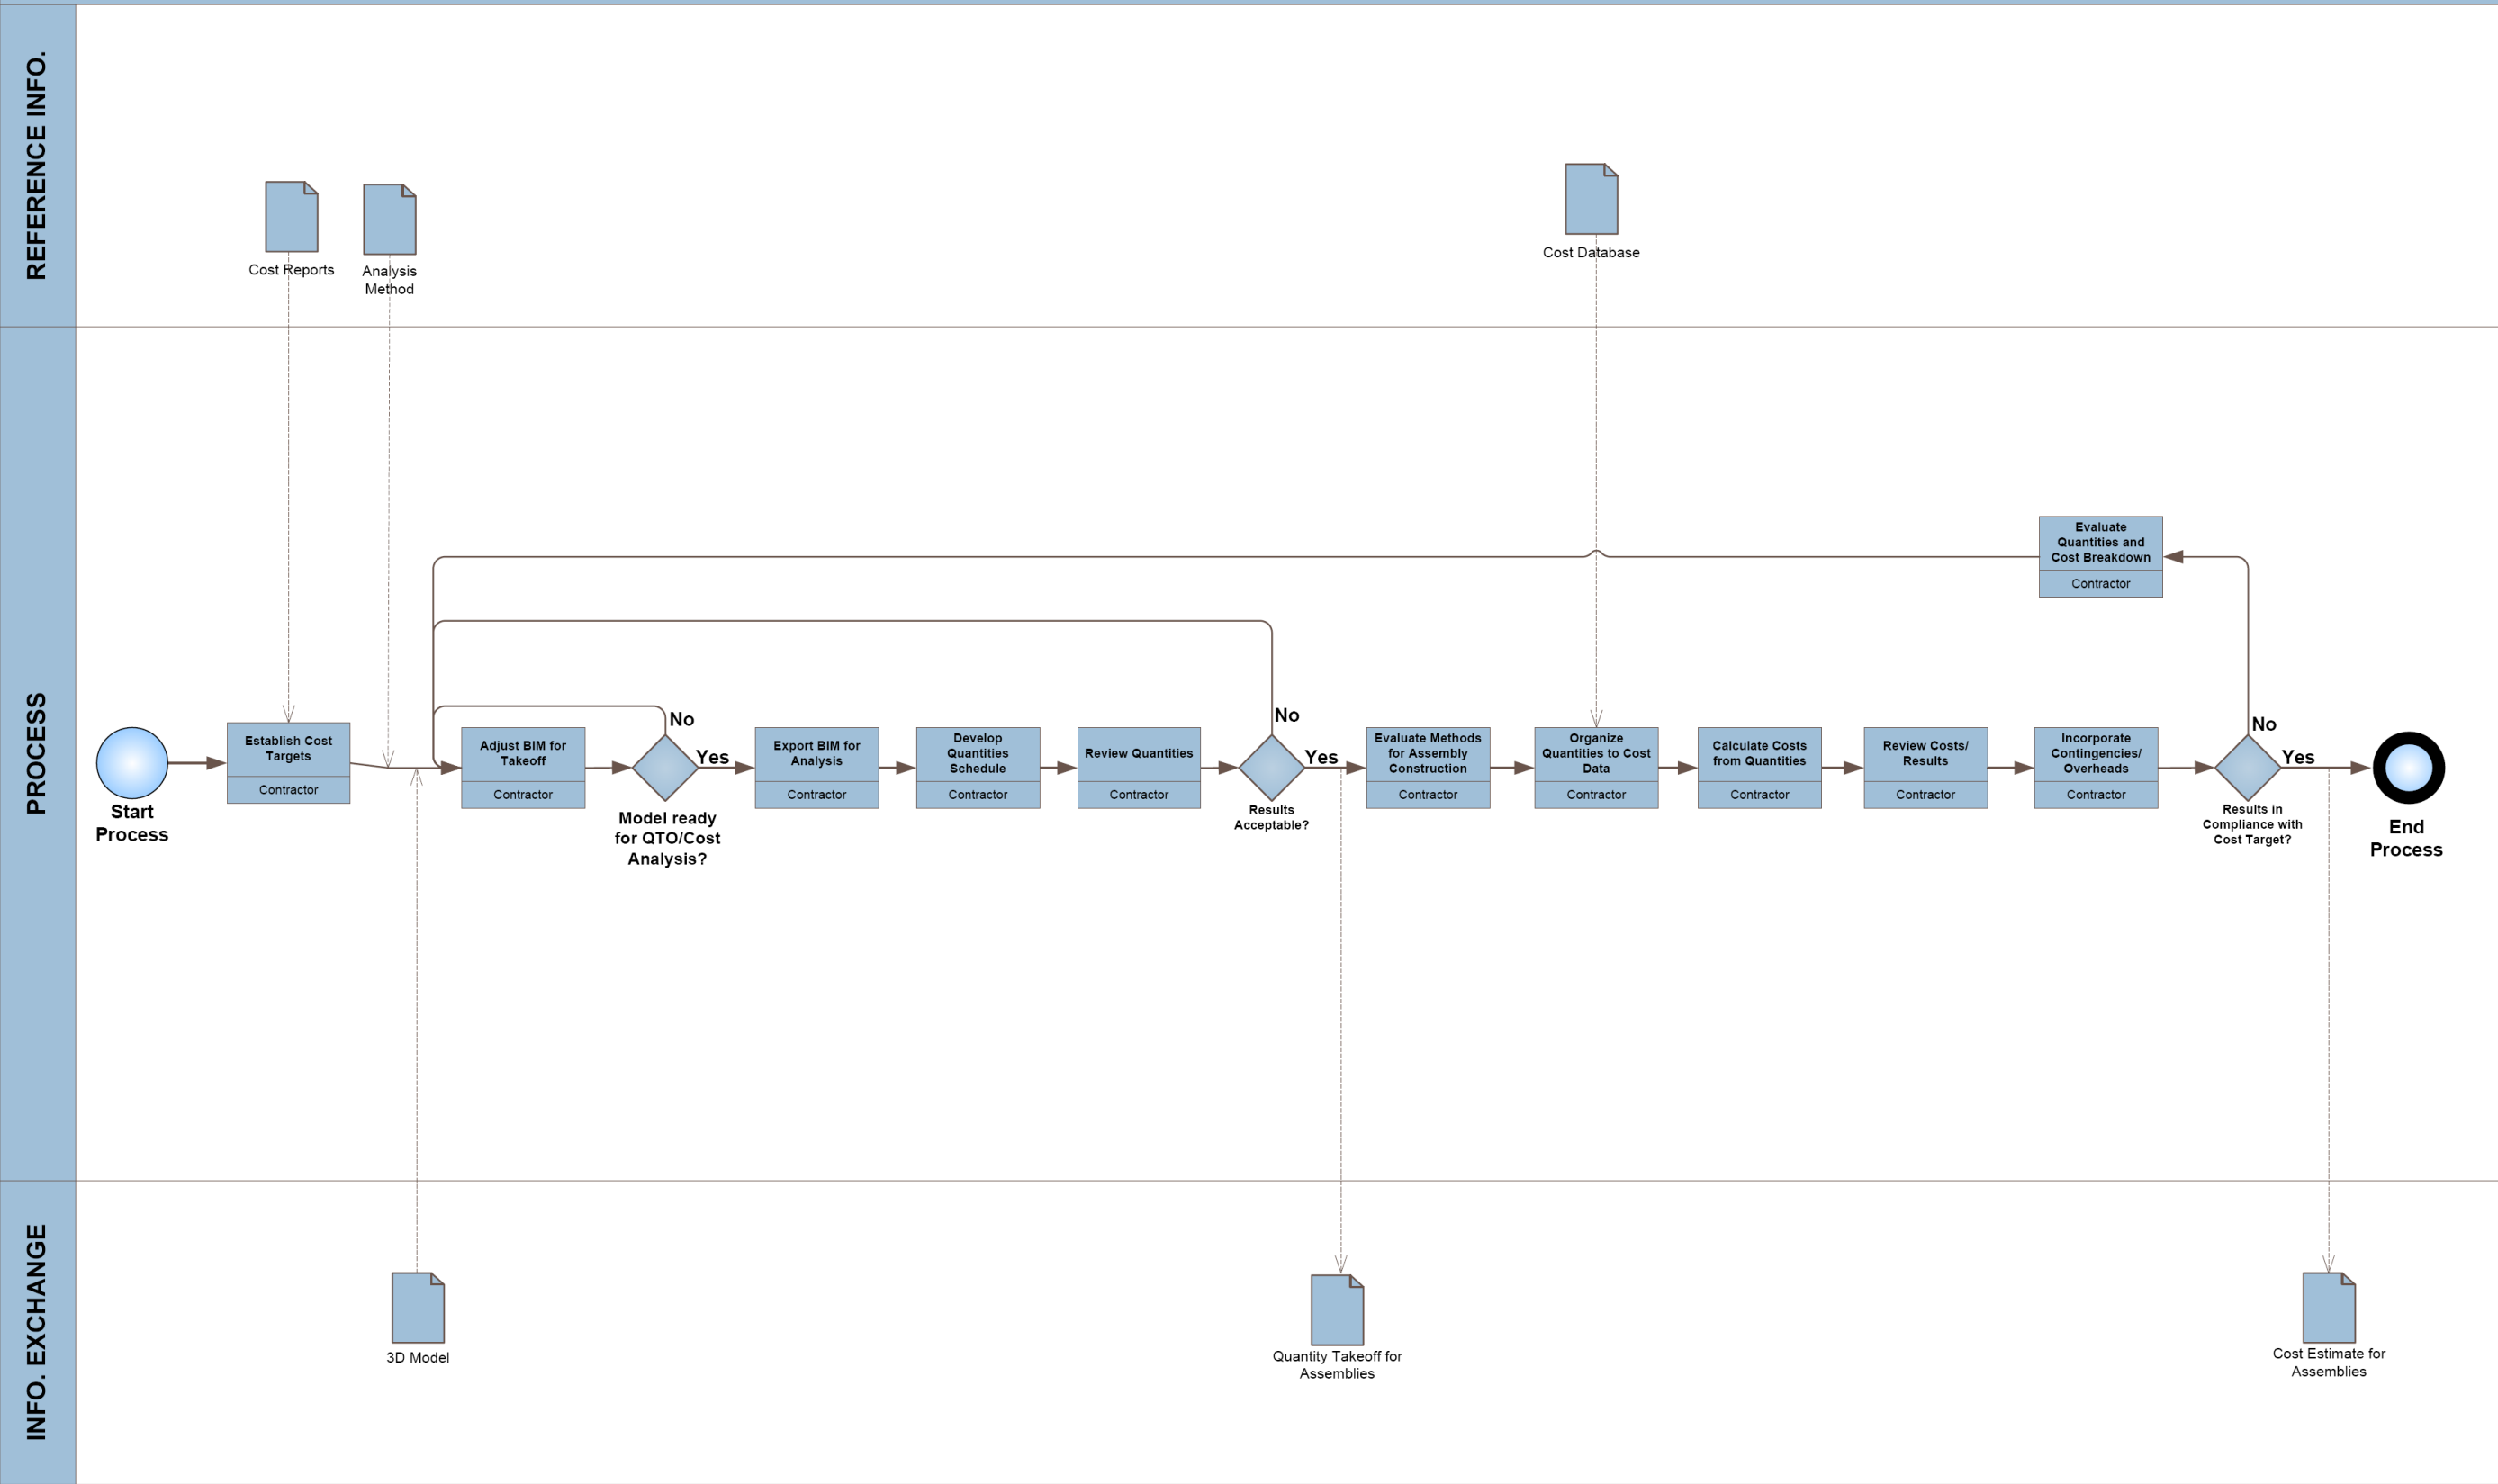 REFERENCE INFO.
Cost Reports
Analysis
Method
Cost Database
PROCESS
Start
Process
Establish Cost
Targets
Contractor
Adjust BIM for
Takeoff
Contractor
No
Yes
Model ready
for QTO/Cost
Analysis?
Export BIM for
Analysis
Contractor
Develop
Quantities
Schedule
Contractor
Review Quantities
Contractor
No
Yes
Results
Acceptable?
Evaluate Methods
for Assembly
Construction
Contractor
Organize
Quantities to Cost
Data
Contractor
Calculate Costs
from Quantities
Contractor
Review Costs/
Results
Contractor
Incorporate
Contingencies/
Overheads
Contractor
Evaluate
Quantities and
Cost Breakdown
Contractor
No
Yes
Results in
Compliance with
Cost Target?
End
Process
INFO. EXCHANGE
3D Model
Quantity Takeoff for
Assemblies
Cost Estimate for
Assemblies